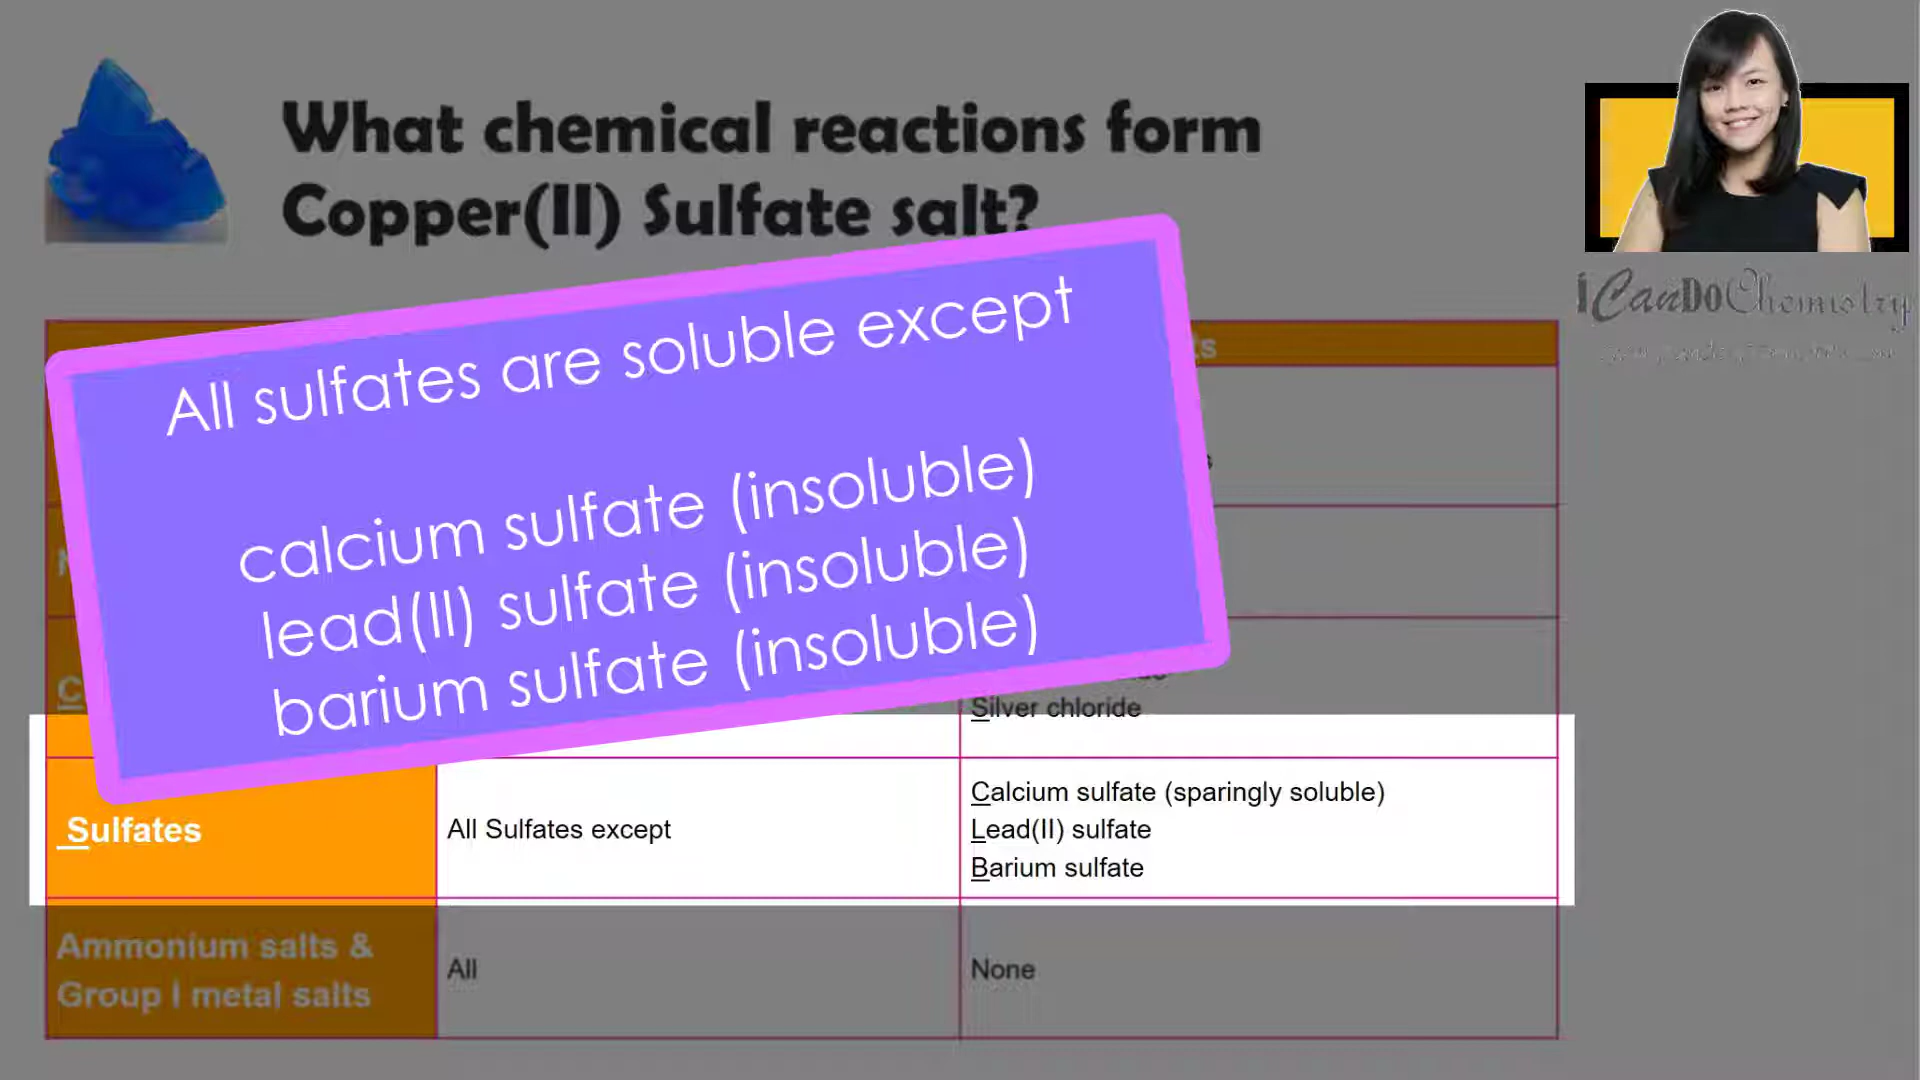 What chemical reactions form
Copper(II) Sulfate salt?
iCanDoChemistry
All sulfates are soluble except
calcium sulfate (insoluble)
lead(II) sulfate (insoluble)
barium sulfate (insoluble)
Silver chloride
Sulfates
All Sulfates except
Calcium sulfate (sparingly soluble)
Lead(II) sulfate
Barium sulfate
Ammonium salts &
Group I metal salts
All
None